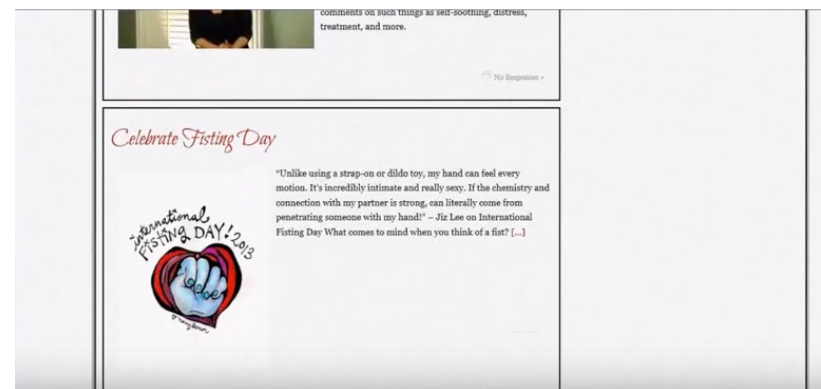 comments on such things as self-soothing, distress,
treatment, and more.
No Responses »
Celebrate Fisting Day
"Unlike using a strap-on or dildo toy, my hand can feel every
motion. It's incredibly intimate and really sexy. If the chemistry and
connection with my partner is strong, can literally come from
penetrating someone with my hand!" – Jiz Lee on International
Fisting Day What comes to mind when you think of a fist? [...]
international
FISTING DAY! 2013